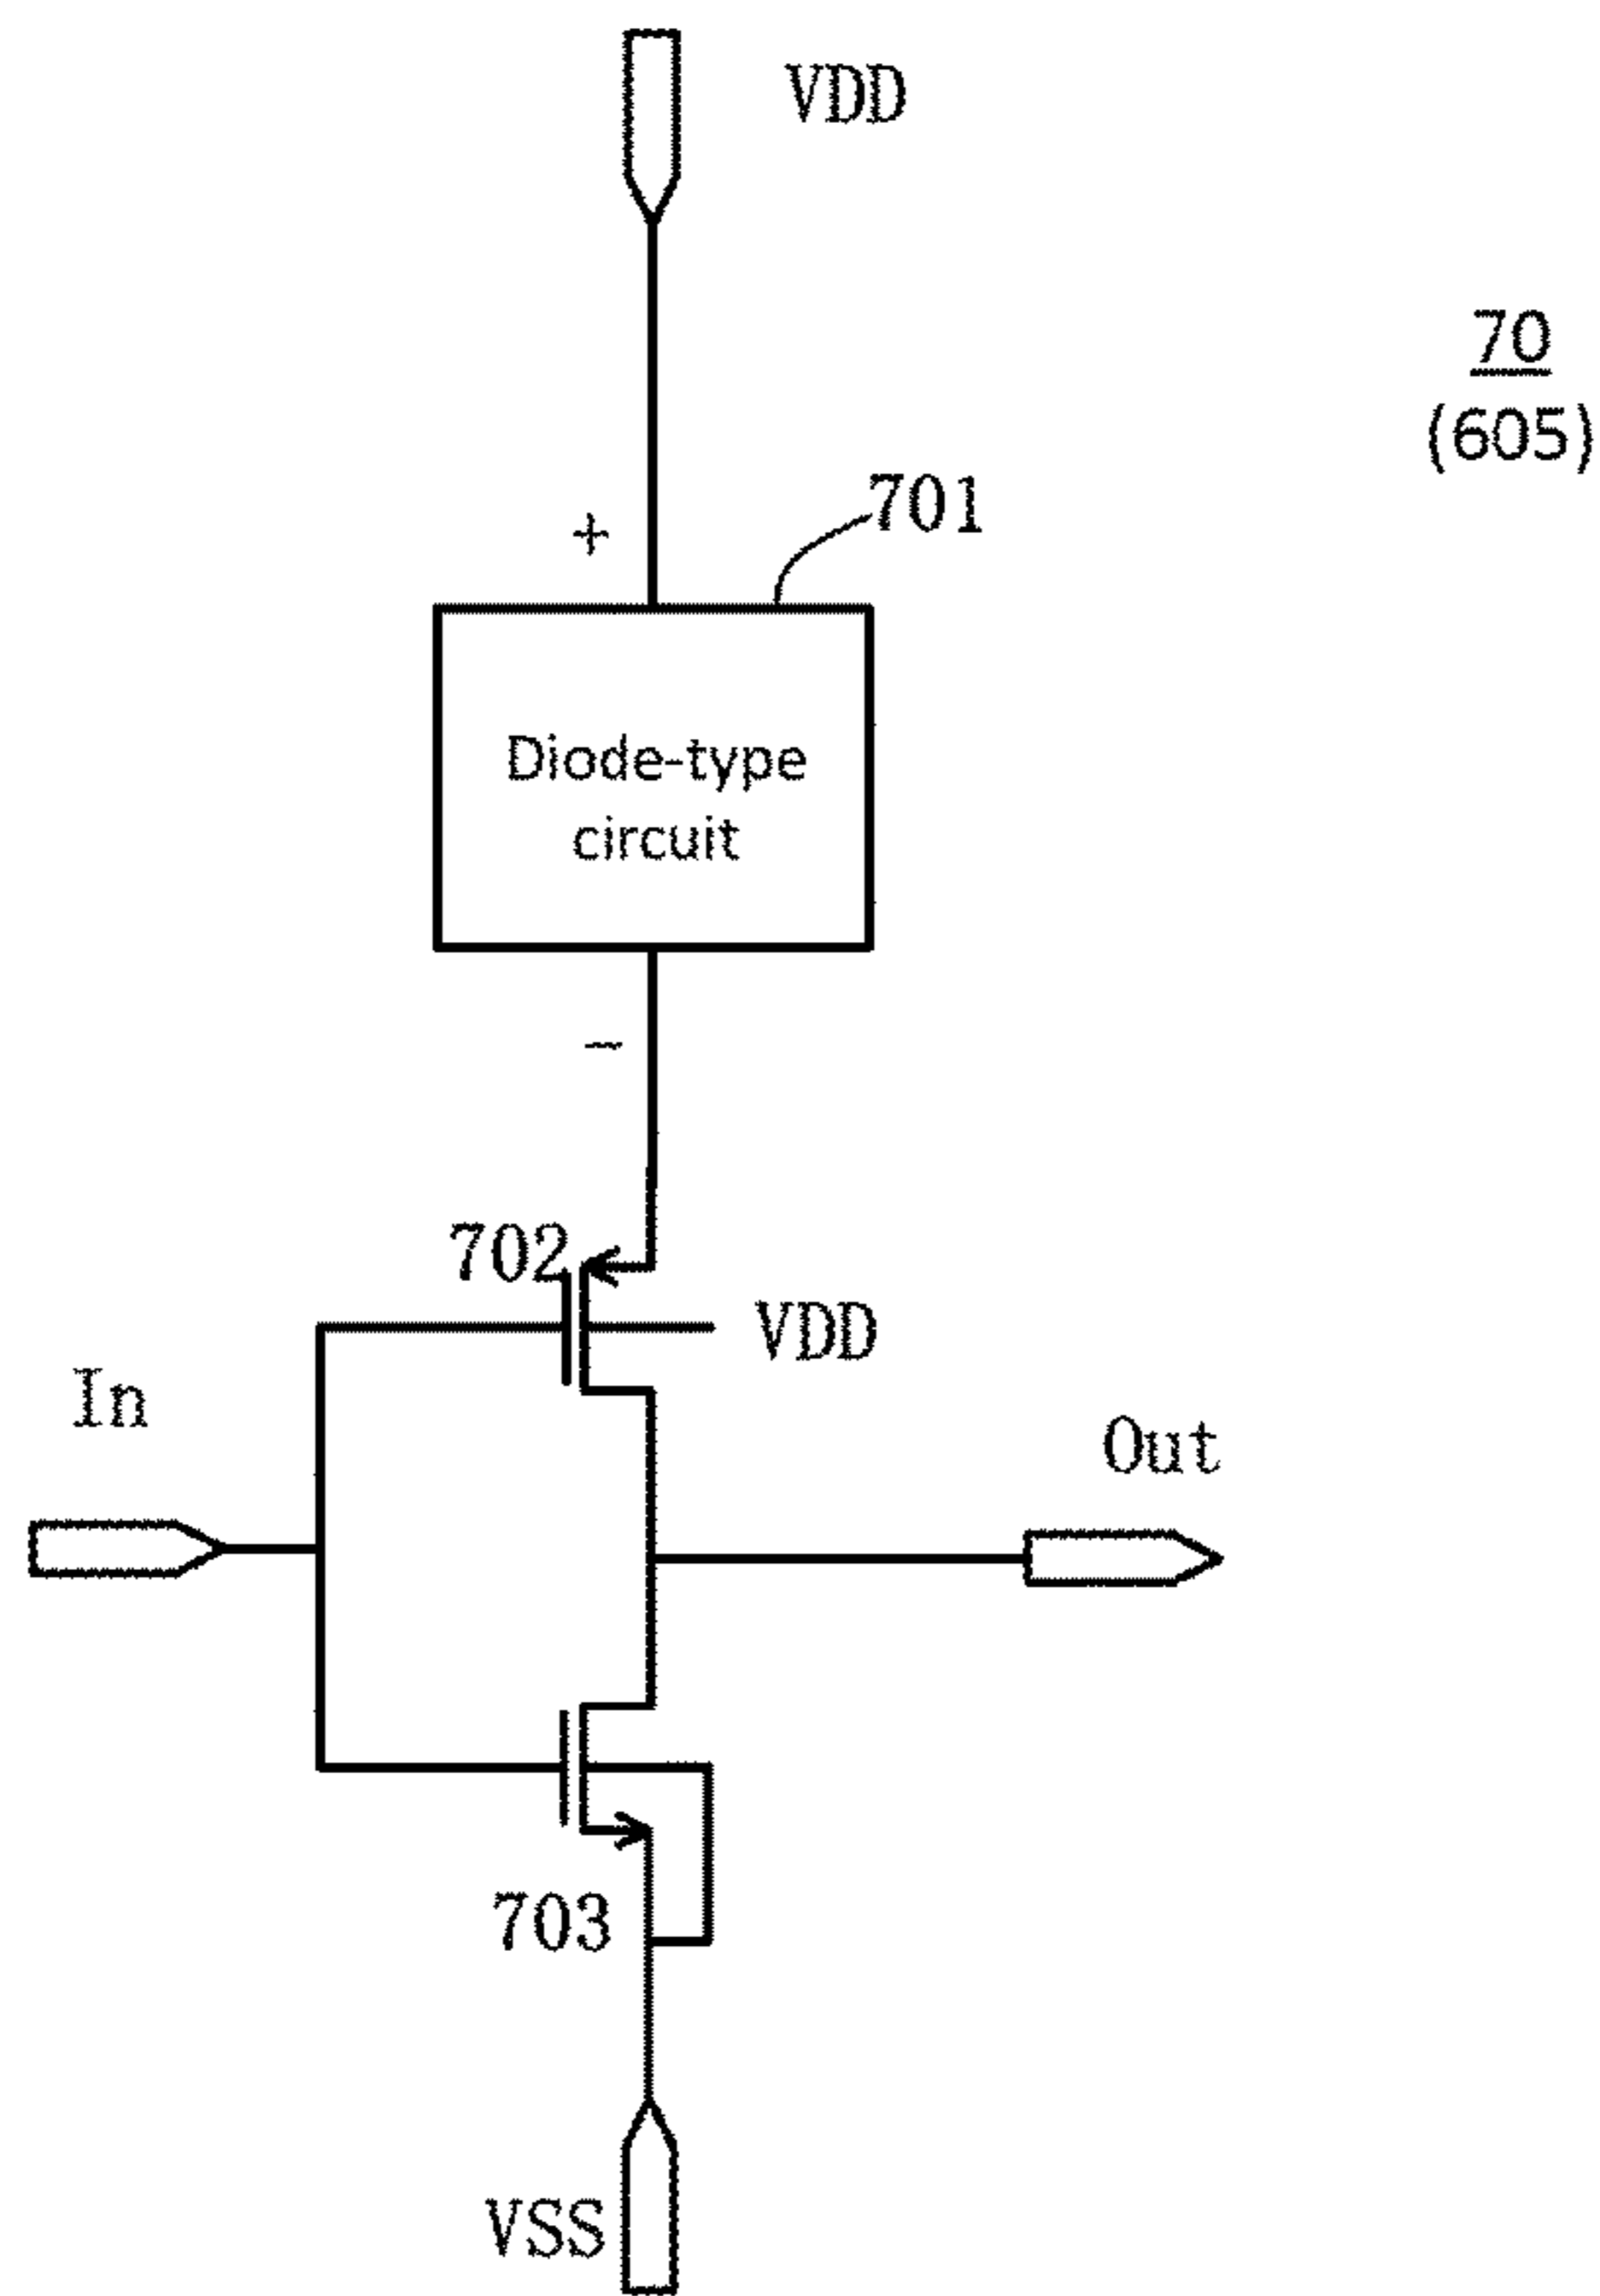 VDD
70
(605)
701
+
Diode-type
circuit
−
702
VDD
In
Out
703
VSS